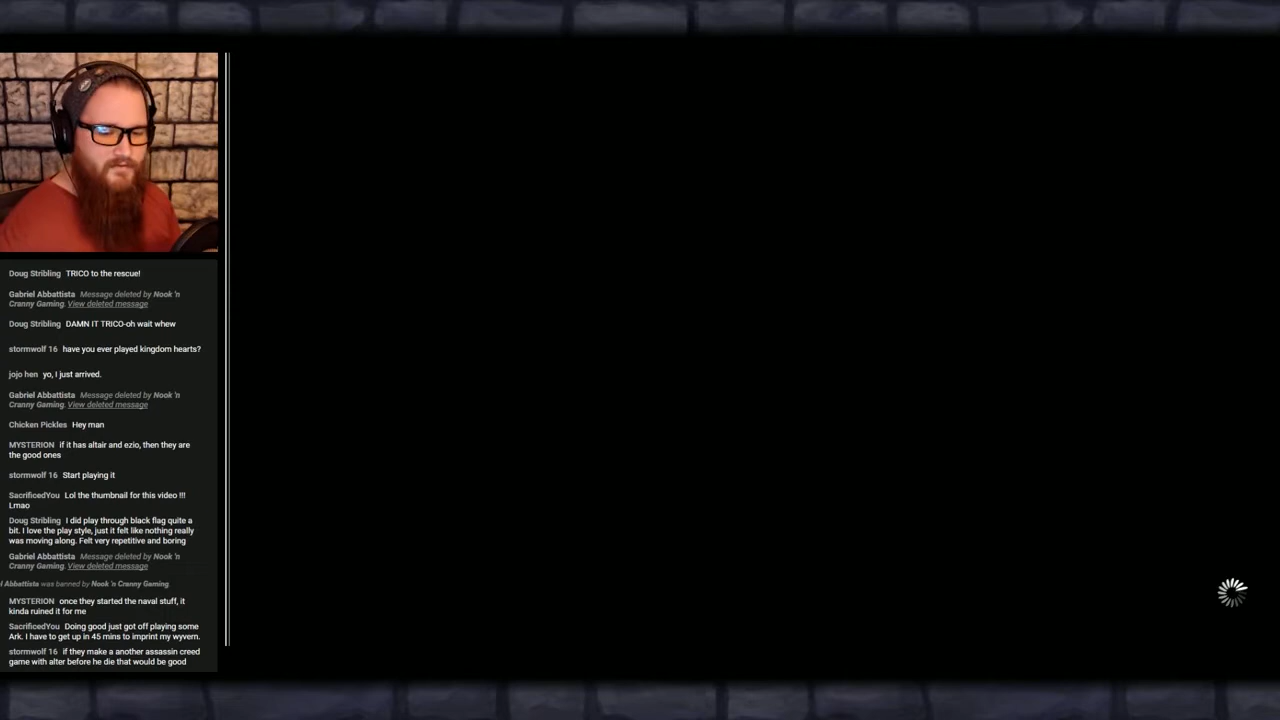 Doug Stribling TRICO to the rescue!
Gabriel Abbattista Message deleted by Nook 'n
Cranny Gaming. View deleted message
Doug Stribling DAMN IT TRICO-oh wait whew
stormwolf 16 have you ever played kingdom hearts?
jojo hen yo, I just arrived.
Gabriel Abbattista Message deleted by Nook 'n
Cranny Gaming. View deleted message
Chicken Pickles Hey man
MYSTERION if it has altair and ezio, then they are
the good ones
stormwolf 16 Start playing it
SacrificedYou Lol the thumbnail for this video !!!
Lmao
Doug Stribling I did play through black flag quite a
bit. I love the play style, just it felt like nothing really
was moving along. Felt very repetitive and boring
Gabriel Abbattista Message deleted by Nook 'n
Cranny Gaming. View deleted message
l Abbattista was banned by Nook 'n Cranny Gaming.
MYSTERION once they started the naval stuff, it
kinda ruined it for me
SacrificedYou Doing good just got off playing some
Ark. I have to get up in 45 mins to imprint my wyvern.
stormwolf 16 if they make a another assassin creed
game with alter before he die that would be good